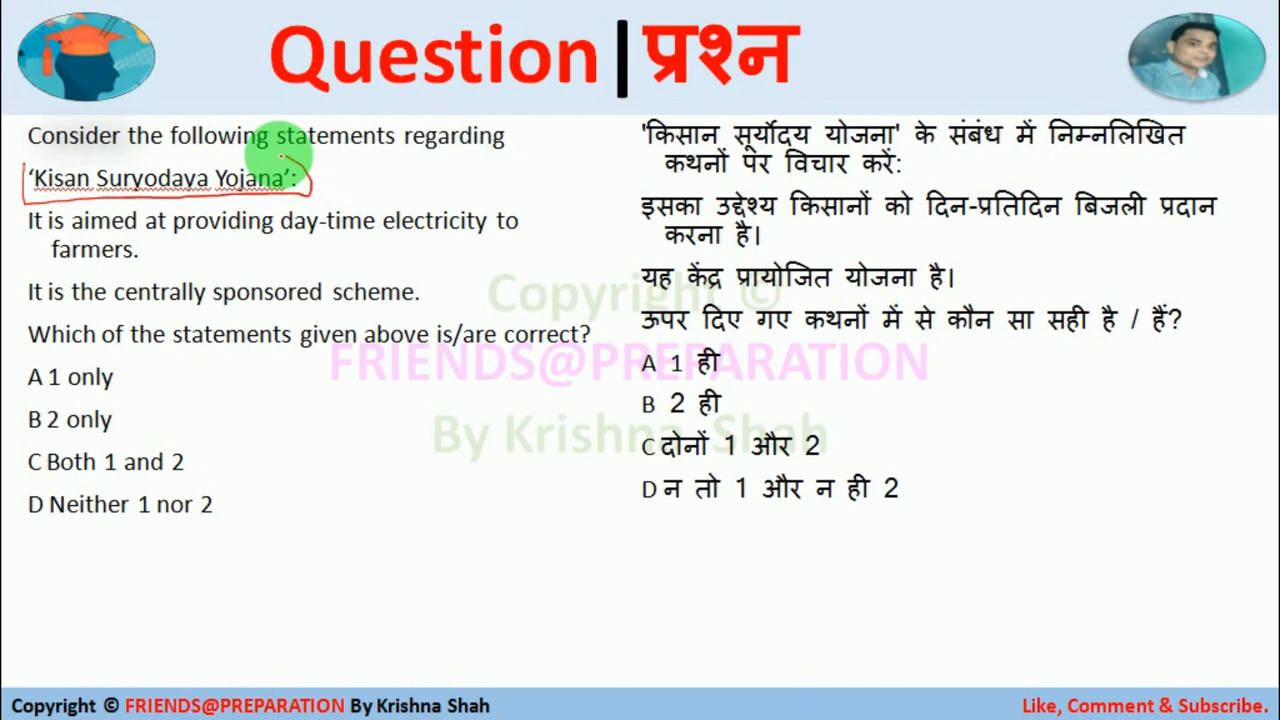 Question|प्रश्न
Consider the following statements regarding
‘Kisan Suryodaya Yojana’:
It is aimed at providing day-time electricity to
farmers.
It is the centrally sponsored scheme.
Which of the statements given above is/are correct?
A 1 only
B 2 only
C Both 1 and 2
D Neither 1 nor 2
'किसान सूर्योदय योजना' के संबंध में निम्नलिखित
कथनों पर विचार करें:
इसका उद्देश्य किसानों को दिन-प्रतिदिन बिजली प्रदान
करना है।
यह केंद्र प्रायोजित योजना है।
ऊपर दिए गए कथनों में से कौन सा सही है / हैं?
A 1 ही
B 2 ही
C दोनों 1 और 2
D न तो 1 और न ही 2
Copyright ©
FRIENDS@PREPARATION
By Krishna Shah
Copyright © FRIENDS@PREPARATION By Krishna Shah
Like, Comment & Subscribe.